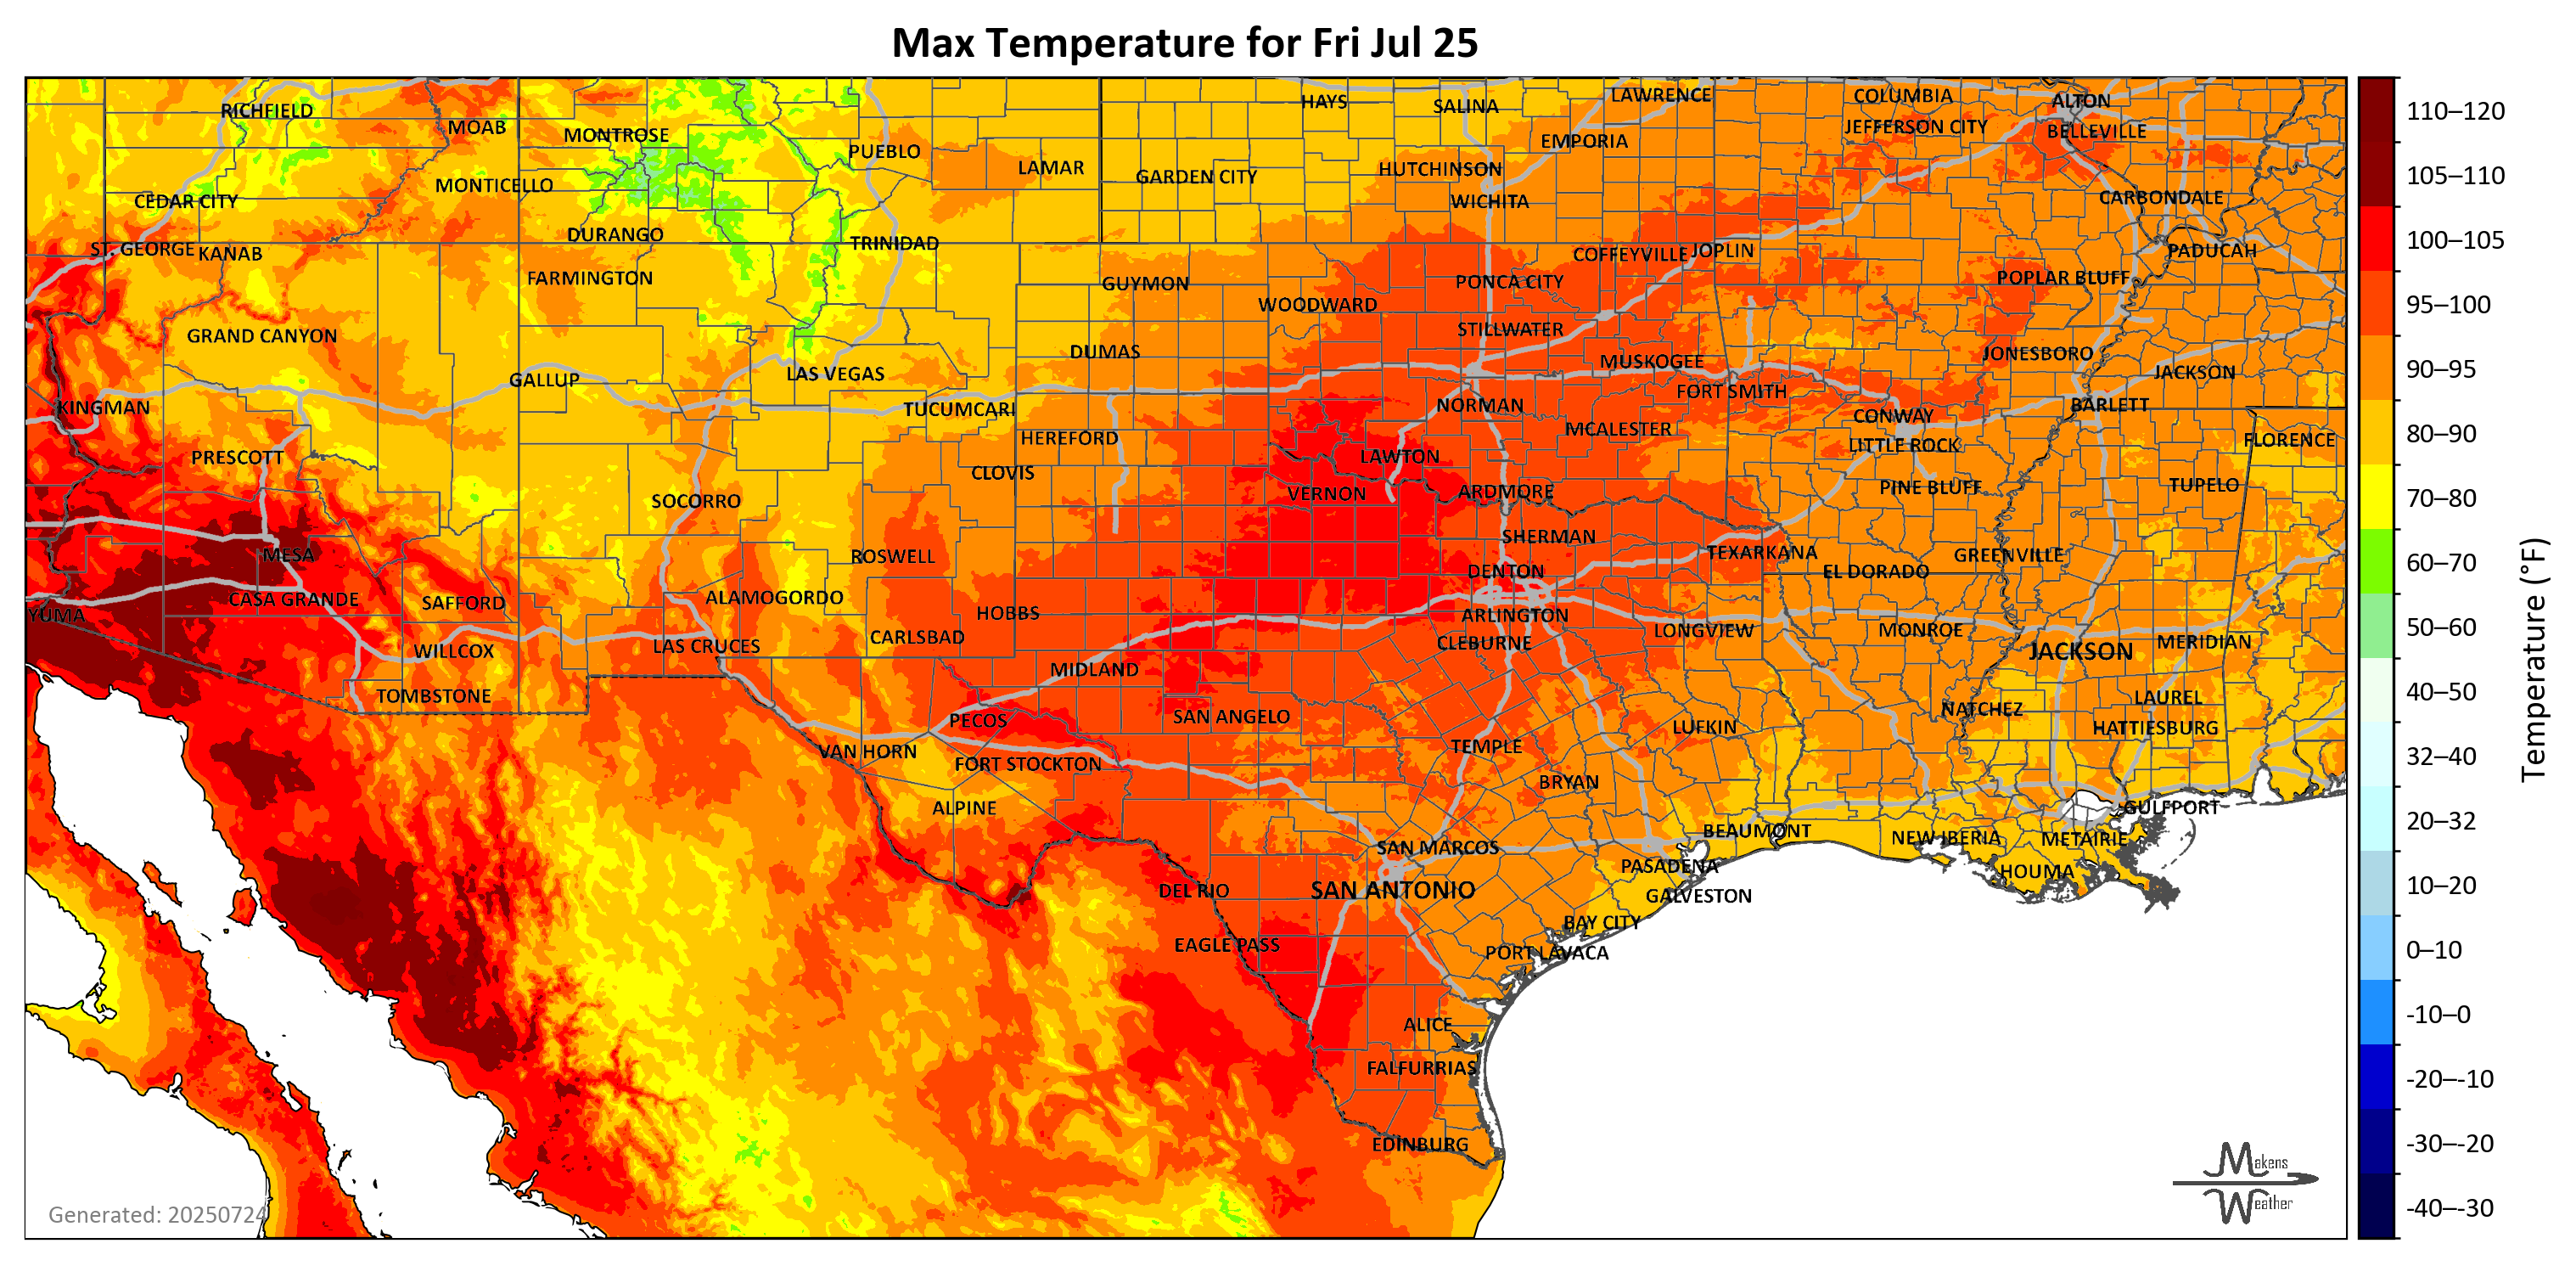 Max Temperature for Fri Jul 25
RICHFIELD
MOAB
MONTROSE
PUEBLO
LAMAR
HAYS
SALINA
LAWRENCE
COLUMBIA
ALTON
EMPORIA
JEFFERSON CITY
BELLEVILLE
MONTICELLO
GARDEN CITY
HUTCHINSON
CEDAR CITY
WICHITA
CARBONDALE
DURANGO
TRINIDAD
ST. GEORGE
KANAB
COFFEYVILLE
JOPLIN
PADUCAH
FARMINGTON
GUYMON
PONCA CITY
POPLAR BLUFF
WOODWARD
GRAND CANYON
STILLWATER
DUMAS
MUSKOGEE
JONESBORO
GALLUP
LAS VEGAS
FORT SMITH
JACKSON
KINGMAN
TUCUMCARI
NORMAN
CONWAY
BARLETT
HEREFORD
MCALESTER
LITTLE ROCK
FLORENCE
PRESCOTT
CLOVIS
LAWTON
SOCORRO
VERNON
ARDMORE
PINE BLUFF
TUPELO
MESA
ROSWELL
SHERMAN
TEXARKANA
GREENVILLE
DENTON
EL DORADO
CASA GRANDE
SAFFORD
ALAMOGORDO
HOBBS
ARLINGTON
YUMA
WILLCOX
LAS CRUCES
CARLSBAD
CLEBURNE
LONGVIEW
MONROE
JACKSON
MERIDIAN
MIDLAND
TOMBSTONE
PECOS
SAN ANGELO
NATCHEZ
LAUREL
LUFKIN
HATTIESBURG
VAN HORN
FORT STOCKTON
TEMPLE
BRYAN
ALPINE
GULFPORT
BEAUMONT
NEW IBERIA
METAIRIE
SAN MARCOS
PASADENA
HOUMA
DEL RIO
SAN ANTONIO
GALVESTON
BAY CITY
EAGLE PASS
PORT LAVACA
ALICE
FALFURRIAS
EDINBURG
Generated: 20250724
Makens
Weather
110–120
105–110
100–105
95–100
90–95
80–90
70–80
60–70
50–60
40–50
32–40
20–32
10–20
0–10
-10–0
-20–-10
-30–-20
-40–-30
Temperature (°F)